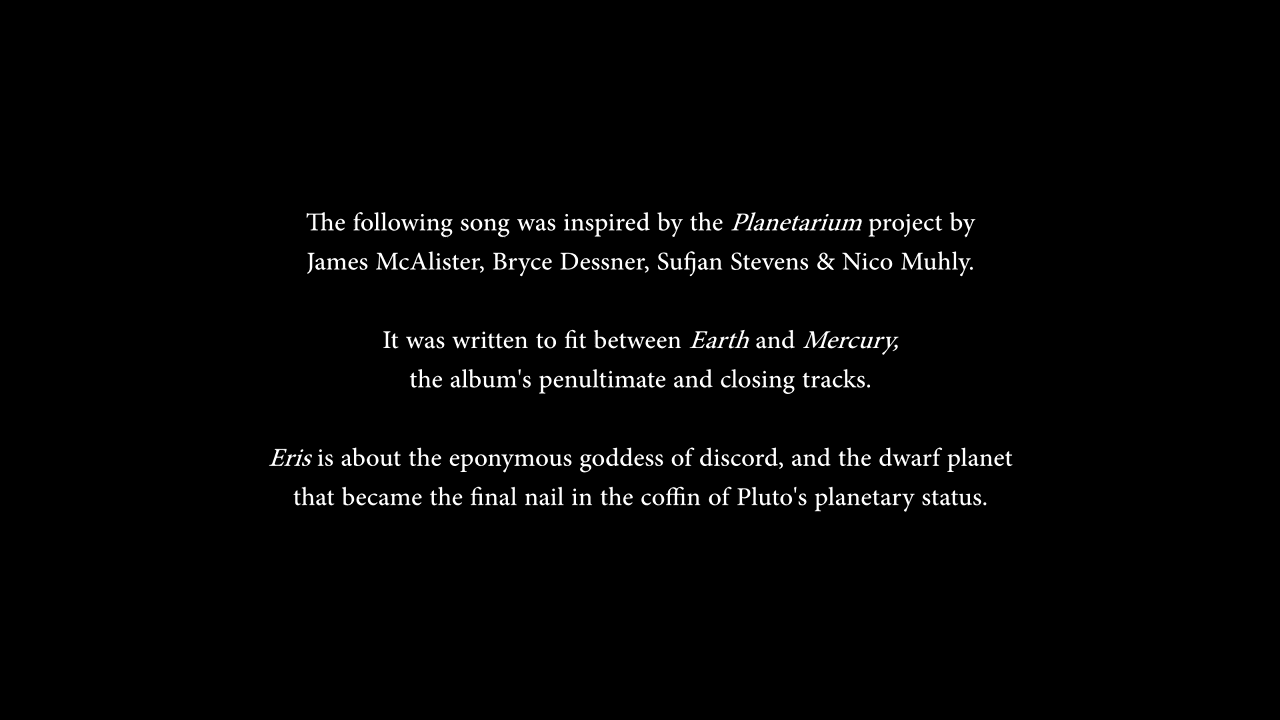 The following song was inspired by the Planetarium project by
James McAlister, Bryce Dessner, Sufjan Stevens & Nico Muhly.
It was written to fit between Earth and Mercury,
the album's penultimate and closing tracks.
Eris is about the eponymous goddess of discord, and the dwarf planet
that became the final nail in the coffin of Pluto's planetary status.